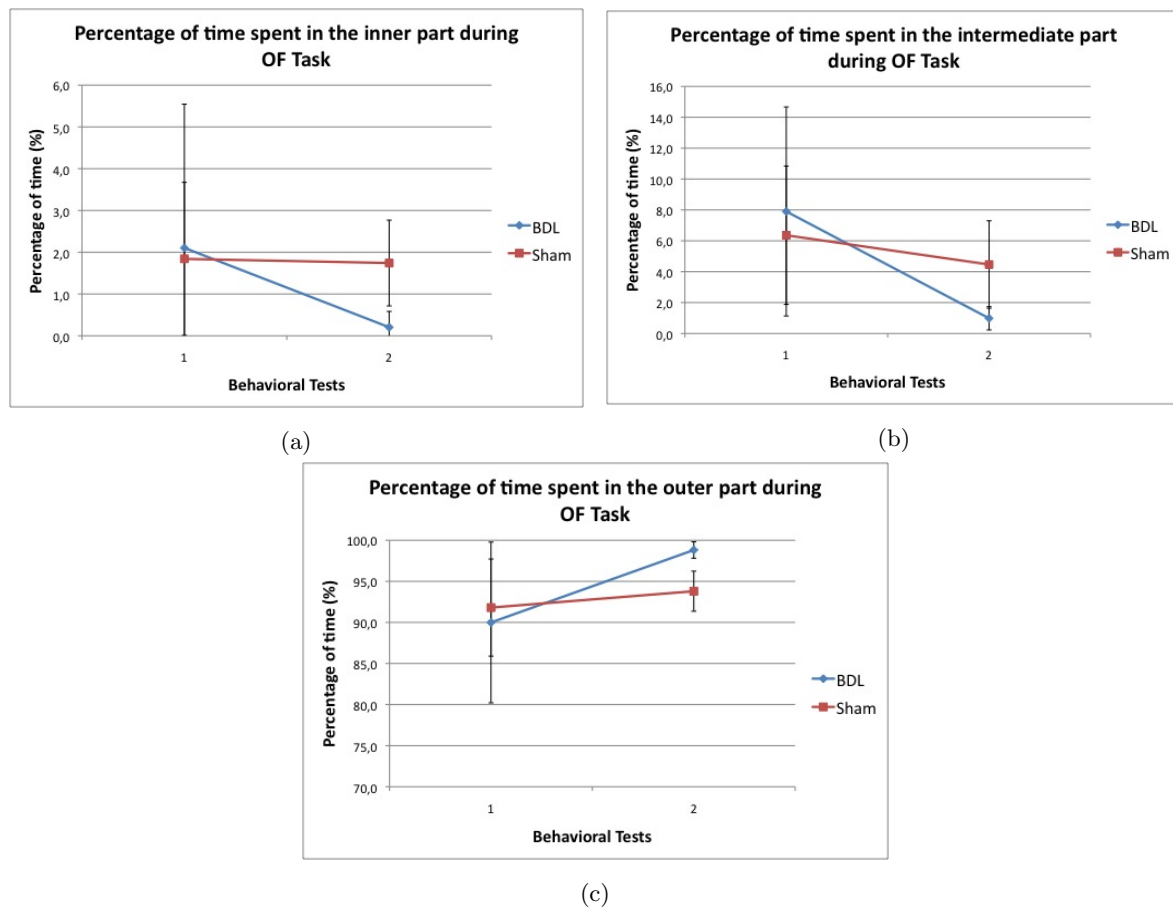 Percentage of time spent in the inner part during
OF Task
Percentage of time (%)
6,0
5,0
4,0
3,0
2,0
1,0
0,0
1
2
Behavioral Tests
BDL
Sham
(a)
Percentage of time spent in the intermediate part
during OF Task
Percentage of time (%)
16,0
14,0
12,0
10,0
8,0
6,0
4,0
2,0
0,0
1
2
Behavioral Tests
BDL
Sham
(b)
Percentage of time spent in the outer part during
OF Task
Percentage of time (%)
100,0
95,0
90,0
85,0
80,0
75,0
70,0
1
2
Behavioral Tests
BDL
Sham
(c)